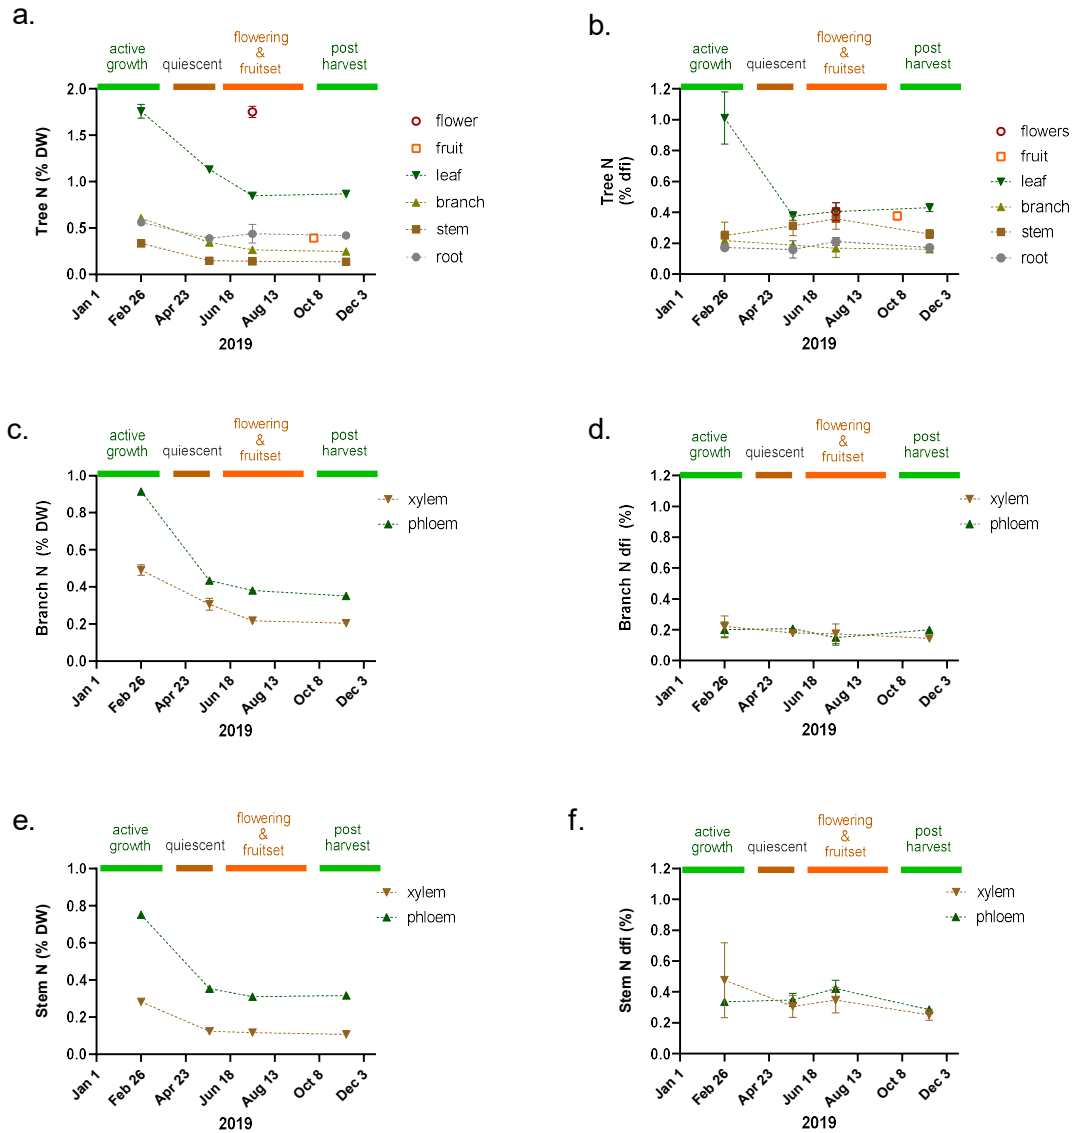 a.
active
growth
quiescent
flowering
&
fruitset
post
harvest
Tree N (% DW)
2.0
1.5
1.0
0.5
0.0
Jan 1
Feb 26
Apr 23
Jun 18
Aug 13
Oct 8
Dec 3
2019
flower
fruit
leaf
branch
stem
root
b.
active
growth
quiescent
flowering
&
fruitset
post
harvest
Tree N
(% dfi)
1.2
1.0
0.8
0.6
0.4
0.2
0.0
Jan 1
Feb 26
Apr 23
Jun 18
Aug 13
Oct 8
Dec 3
2019
flowers
fruit
leaf
branch
stem
root
c.
active
growth
quiescent
flowering
&
fruitset
post
harvest
Branch N (% DW)
1.0
0.8
0.6
0.4
0.2
0.0
Jan 1
Feb 26
Apr 23
Jun 18
Aug 13
Oct 8
Dec 3
2019
xylem
phloem
d.
active
growth
quiescent
flowering
&
fruitset
post
harvest
Branch N dfi (%)
1.2
1.0
0.8
0.6
0.4
0.2
0.0
Jan 1
Feb 26
Apr 23
Jun 18
Aug 13
Oct 8
Dec 3
2019
xylem
phloem
e.
active
growth
quiescent
flowering
&
fruitset
post
harvest
Stem N (% DW)
1.0
0.8
0.6
0.4
0.2
0.0
Jan 1
Feb 26
Apr 23
Jun 18
Aug 13
Oct 8
Dec 3
2019
xylem
phloem
f.
active
growth
quiescent
flowering
&
fruitset
post
harvest
Stem N dfi (%)
1.2
1.0
0.8
0.6
0.4
0.2
0.0
Jan 1
Feb 26
Apr 23
Jun 18
Aug 13
Oct 8
Dec 3
2019
xylem
phloem